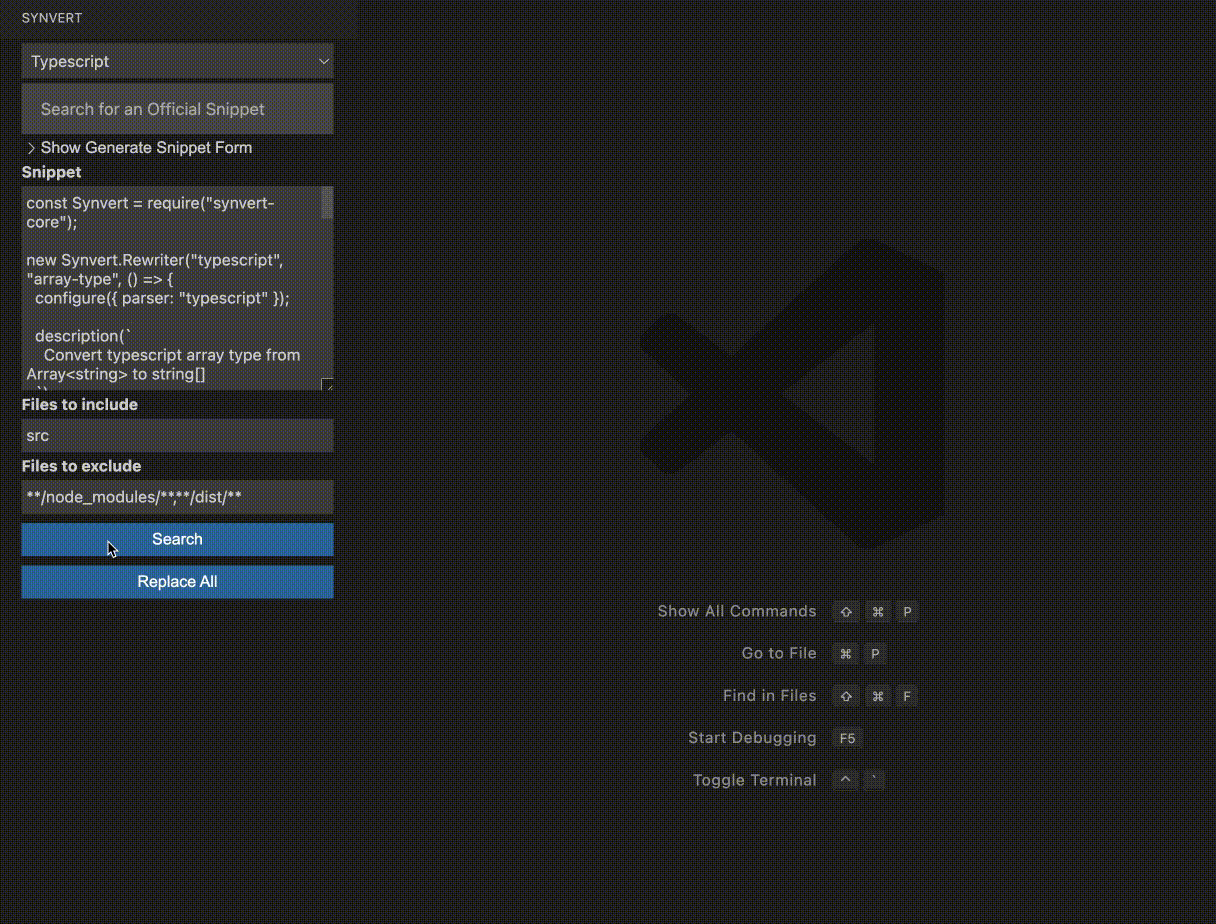 SYNVERT
Typescript
Search for an Official Snippet
Show Generate Snippet Form
Snippet
const Synvert = require("synvert-
core");
new Synvert.Rewriter("typescript",
"array-type", () => {
configure({ parser: "typescript" });
description(`
Convert typescript array type from
Array<string> to string[]
`)
Files to include
src
Files to exclude
**/node_modules/**,**/dist/**
Search
Replace All
Show All Commands ⇧ ⌘ P
Go to File ⌘ P
Find in Files ⇧ ⌘ F
Start Debugging F5
Toggle Terminal ^ `